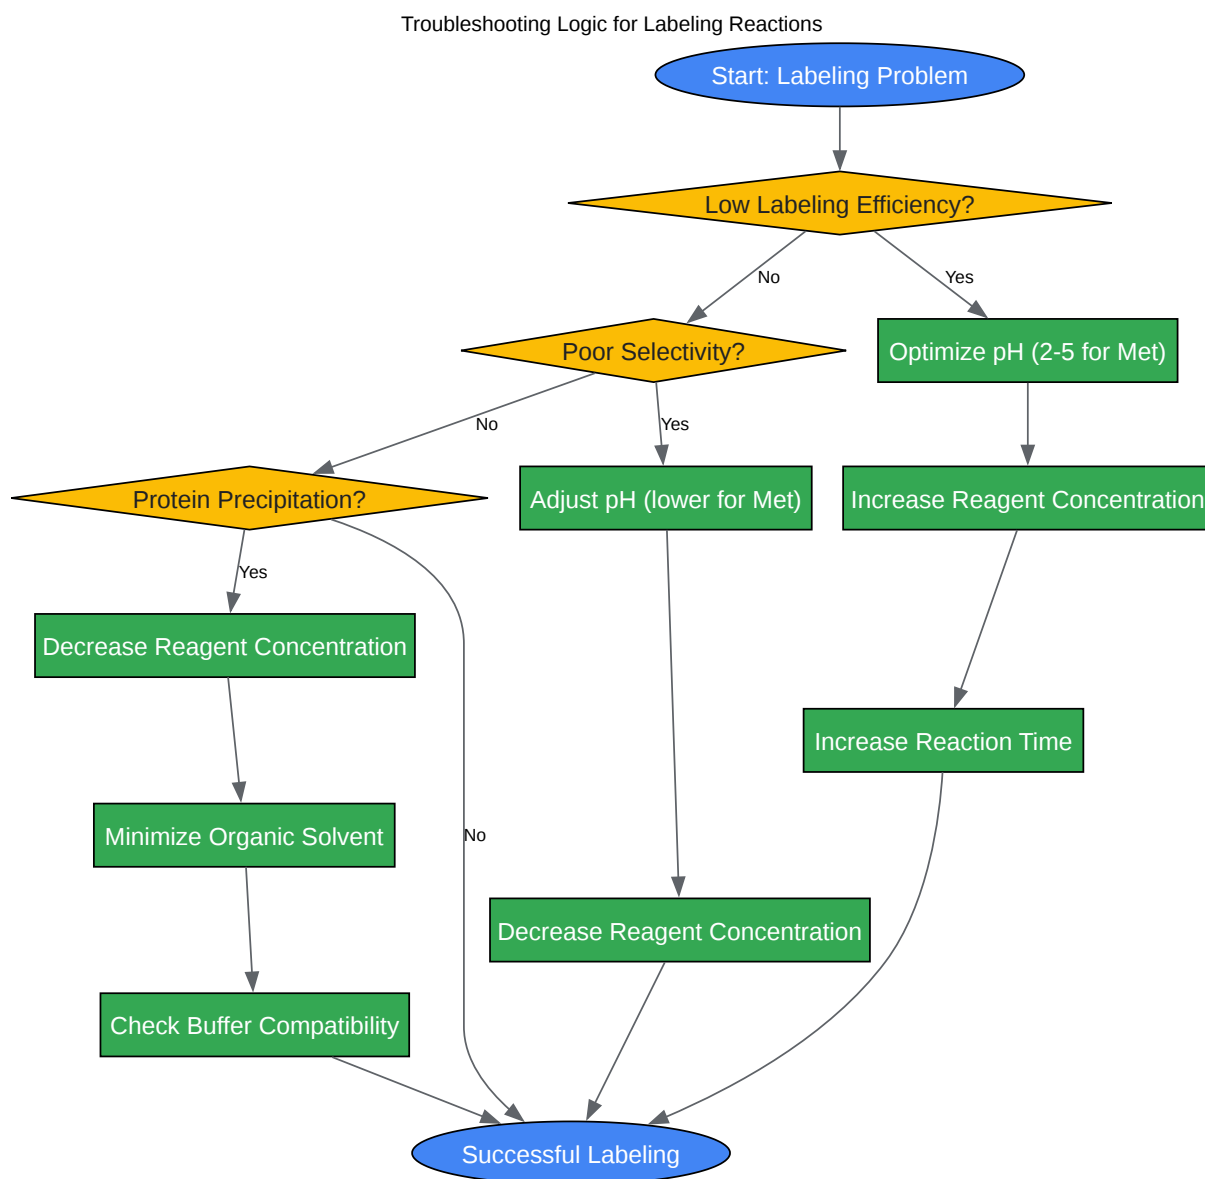 Troubleshooting Logic for Labeling Reactions
Start: Labeling Problem
Low Labeling Efficiency?
No
Yes
Poor Selectivity?
Optimize pH (2-5 for Met)
No
Yes
Protein Precipitation?
Adjust pH (lower for Met)
Increase Reagent Concentration
Yes
Decrease Reagent Concentration
Increase Reaction Time
Minimize Organic Solvent
No
Decrease Reagent Concentration
Check Buffer Compatibility
Successful Labeling